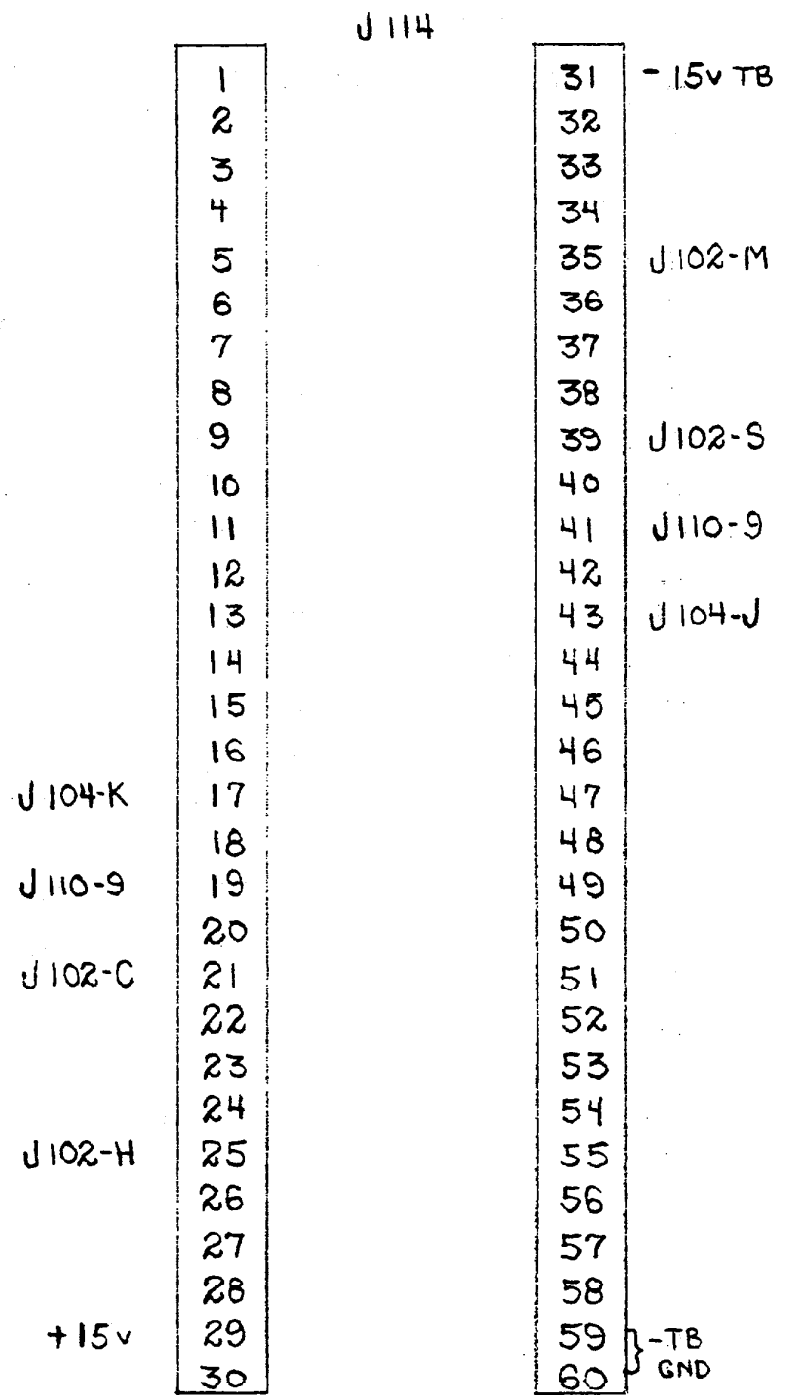 J 114
1 31 - 15v TB
2 32
3 33
4 34
5 35 J 102-M
6 36
7 37
8 38
9 39 J 102-S
10 40
11 41 J 110-9
12 42
13 43 J 104-J
14 44
15 45
16 46
J 104-K 17 47
18 48
J 110-9 19 49
20 50
J 102-C 21 51
22 52
23 53
24 54
J 102-H 25 55
26 56
27 57
28 58
+ 15 v 29 59 -TB
30 60 GND